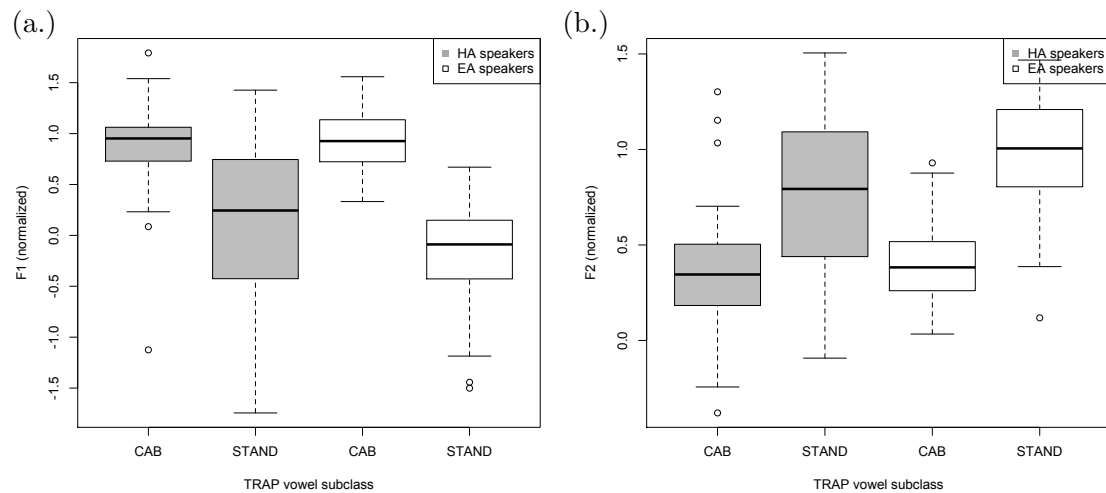 (a.)
HA speakers
EA speakers
1.5
1.0
0.5
0.0
-0.5
-1.0
-1.5
F1 (normalized)
CAB STAND CAB STAND
TRAP vowel subclass
(b.)
HA speakers
EA speakers
1.5
1.0
0.5
0.0
F2 (normalized)
CAB STAND CAB STAND
TRAP vowel subclass